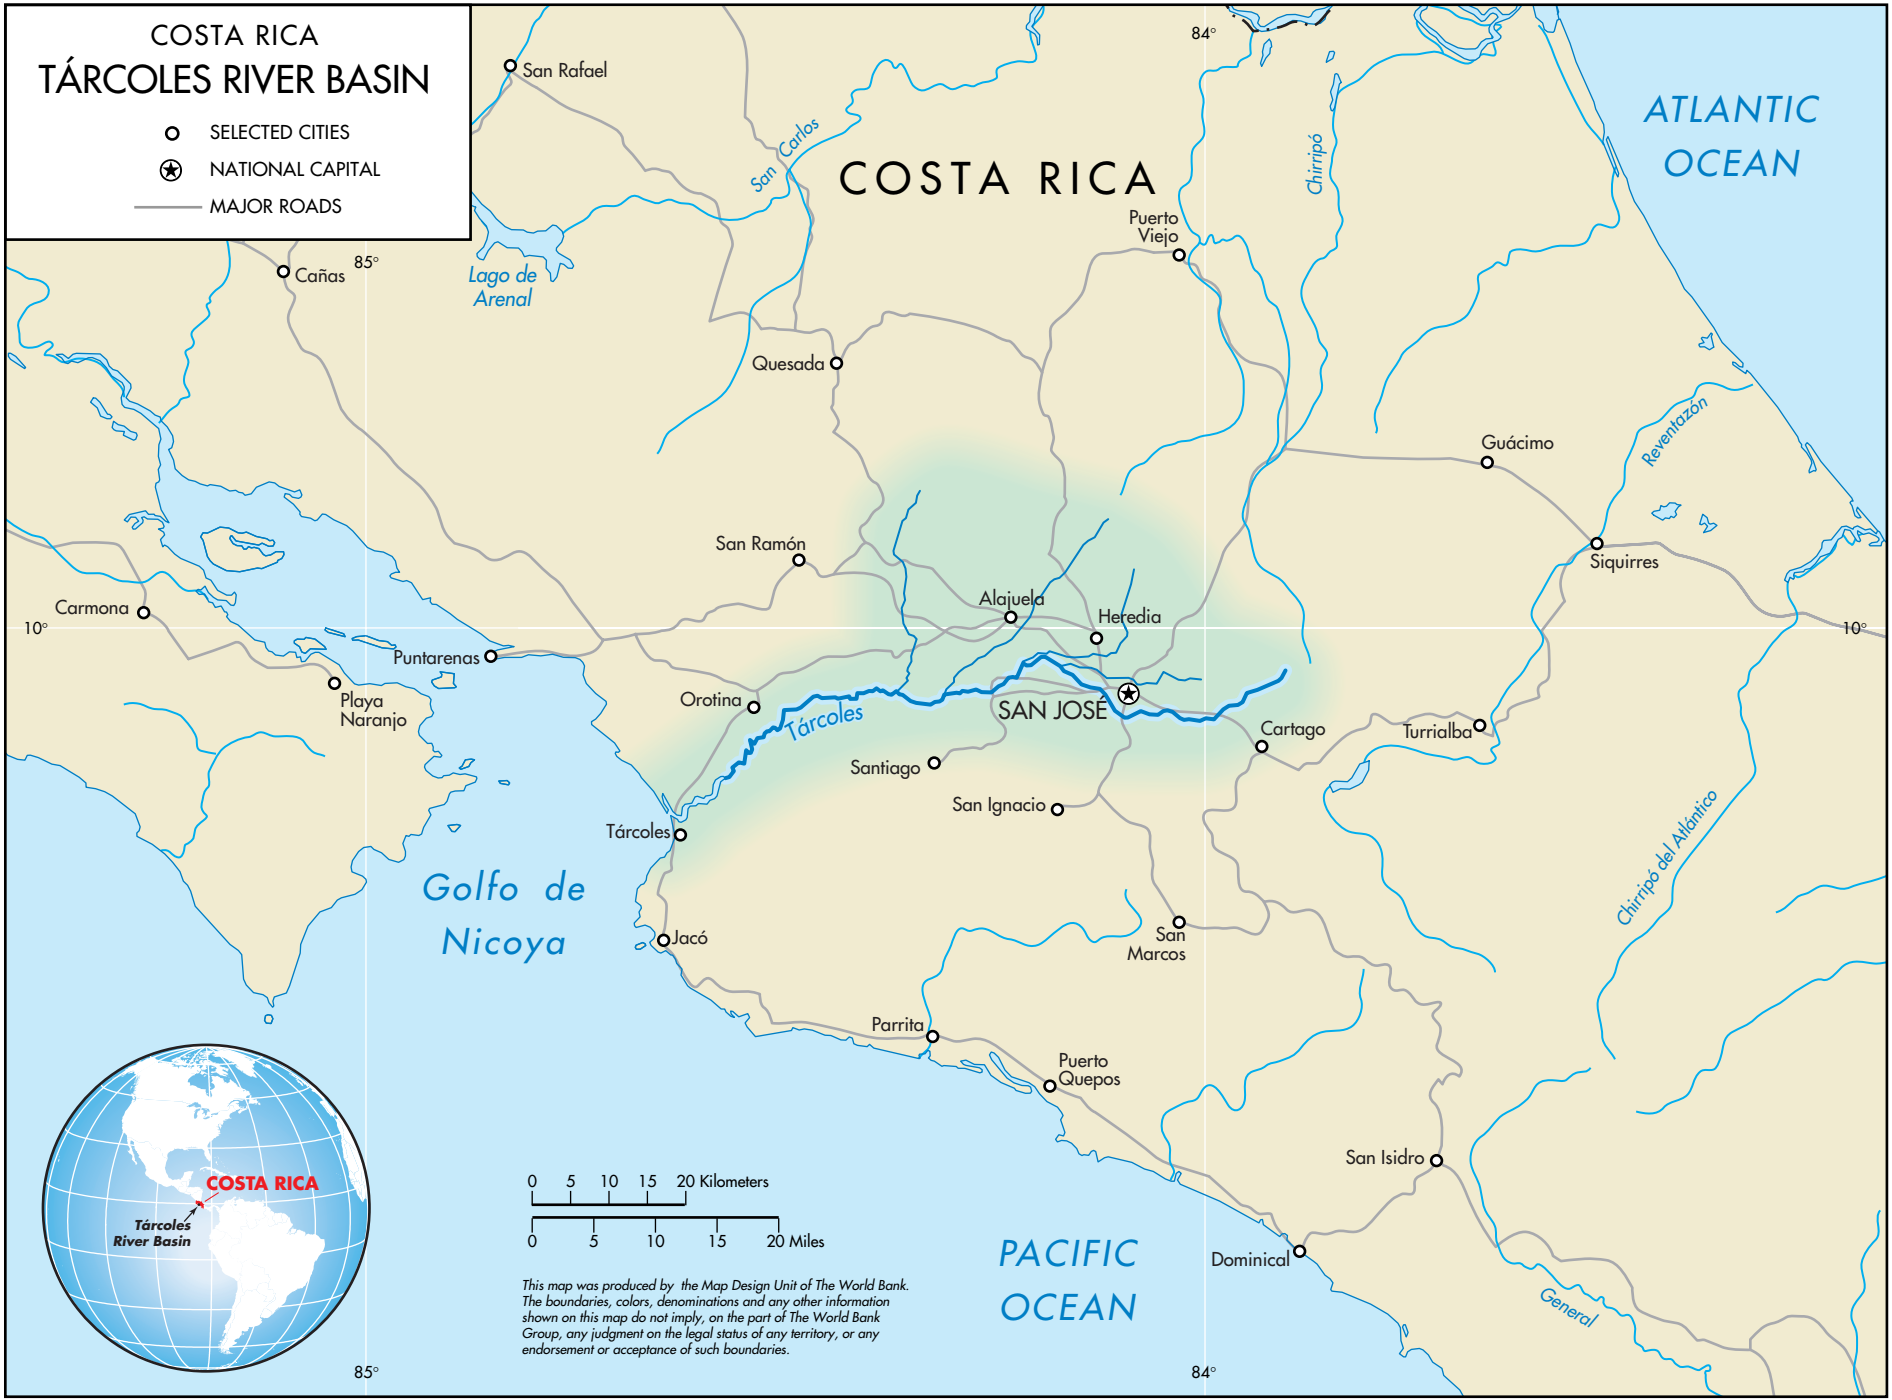 COSTA RICA
TÁRCOLES RIVER BASIN
SELECTED CITIES
NATIONAL CAPITAL
MAJOR ROADS
84°
San Rafael
ATLANTIC
OCEAN
San Carlos
COSTA RICA
Chirripó
Puerto
Viejo
85°
Cañas
Lago de
Arenal
Quesada
Guácimo
Reventazón
San Ramón
Siquirres
Alajuela
Heredia
Carmona
10°
10°
Puntarenas
Playa
Naranjo
Orotina
Tárcoles
SAN JOSÉ
Cartago
Turrialba
Santiago
San Ignacio
Tárcoles
Chirripó del Atlántico
Golfo de
Nicoya
Jacó
San
Marcos
Parrita
Puerto
Quepos
San Isidro
COSTA RICA
Tárcoles
River Basin
0 5 10 15 20 Kilometers
0 5 10 15 20 Miles
PACIFIC
OCEAN
Dominical
General
This map was produced by the Map Design Unit of The World Bank.
The boundaries, colors, denominations and any other information
shown on this map do not imply, on the part of The World Bank
Group, any judgment on the legal status of any territory, or any
endorsement or acceptance of such boundaries.
85°
84°